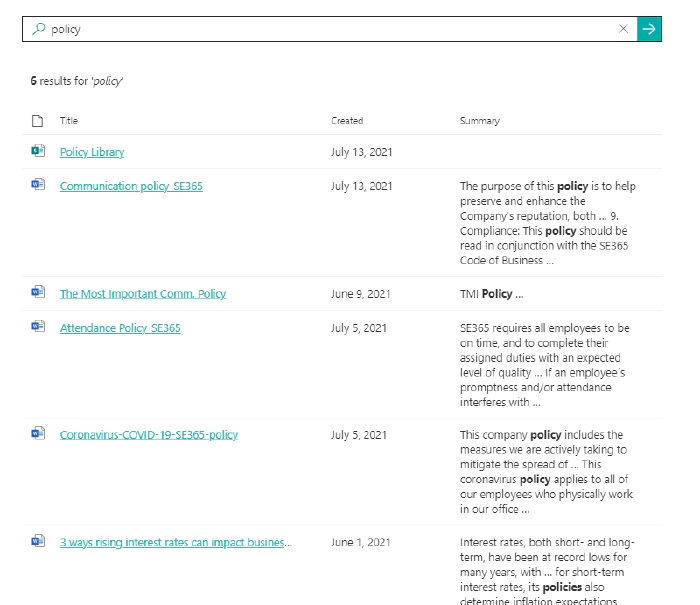 policy
6 results for 'policy'
Title Created Summary
Policy Library July 13, 2021
Communication policy SE365 July 13, 2021 The purpose of this policy is to help
preserve and enhance the
Company's reputation, both ... 9.
Compliance: This policy should be
read in conjunction with the SE365
Code of Business ...
The Most Important Comm. Policy June 9, 2021 TMI Policy ...
Attendance Policy SE365 July 5, 2021 SE365 requires all employees to be
on time, and to complete their
assigned duties with an expected
level of quality ... If an employee's
promptness and/or attendance
interferes with ...
Coronavirus-COVID-19-SE365-policy July 5, 2021 This company policy includes the
measures we are actively taking to
mitigate the spread of ... This
coronavirus policy applies to all of
our employees who physically work
in our office ...
3 ways rising interest rates can impact busines... June 1, 2021 Interest rates, both short- and long-
term, have been at record lows for
many years, with ... for short-term
interest rates, its policies also
determine inflation expectations